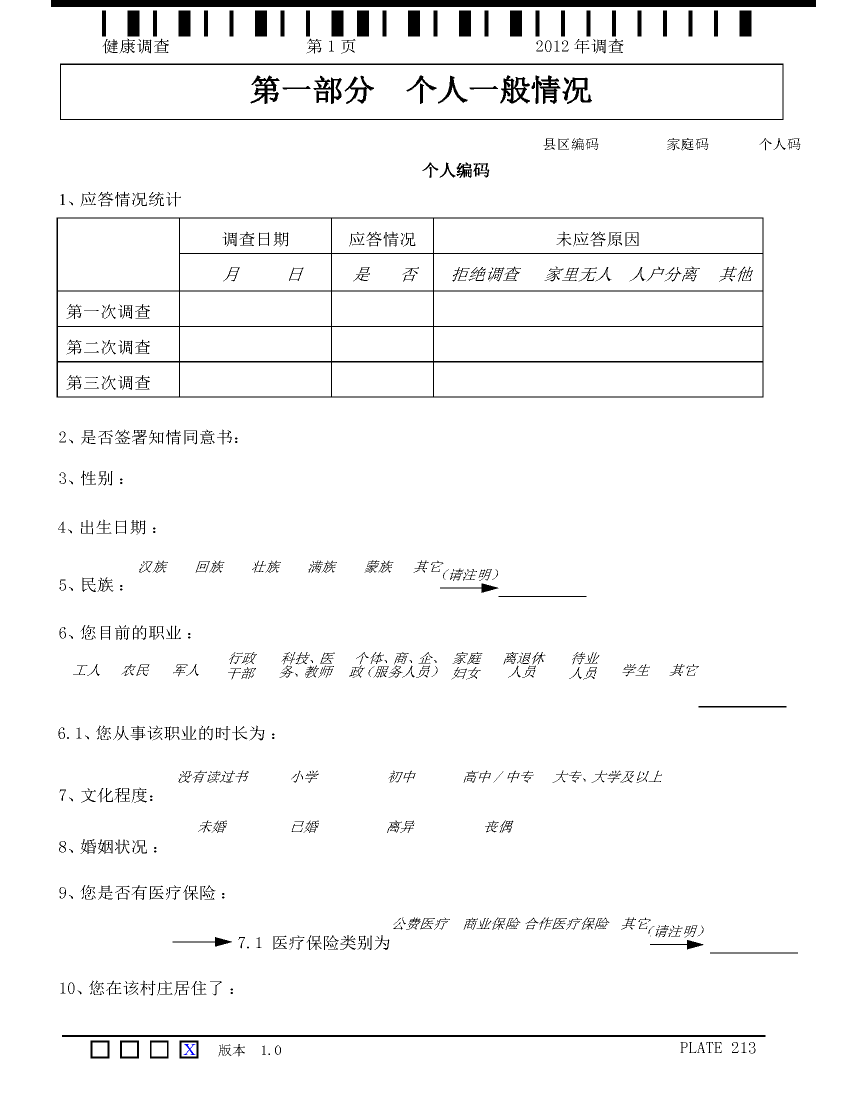 健康调查 第 1 页 2012 年调查
第一部分 个人一般情况
县区编码 家庭码 个人码
个人编码
1、应答情况统计
调查日期 应答情况 未应答原因
月 日 是 否 拒绝调查 家里无人 人户分离 其他
第一次调查
第二次调查
第三次调查
2、是否签署知情同意书:
3、性别:
4、出生日期:
汉族 回族 壮族 满族 蒙族 其它(请注明)
5、民族:
6、您目前的职业:
工人 农民 军人 行政干部 科技、医务、教师 个体、商、企、政(服务人员) 家庭妇女 离退休人员 待业人员 学生 其它
6.1、您从事该职业的时长为:
没有读过书 小学 初中 高中/中专 大专、大学及以上
7、文化程度:
未婚 已婚 离异 丧偶
8、婚姻状况:
9、您是否有医疗保险:
公费医疗 商业保险 合作医疗保险 其它(请注明)
7.1 医疗保险类别为
10、您在该村庄居住了:
X 版本 1.0 PLATE 213